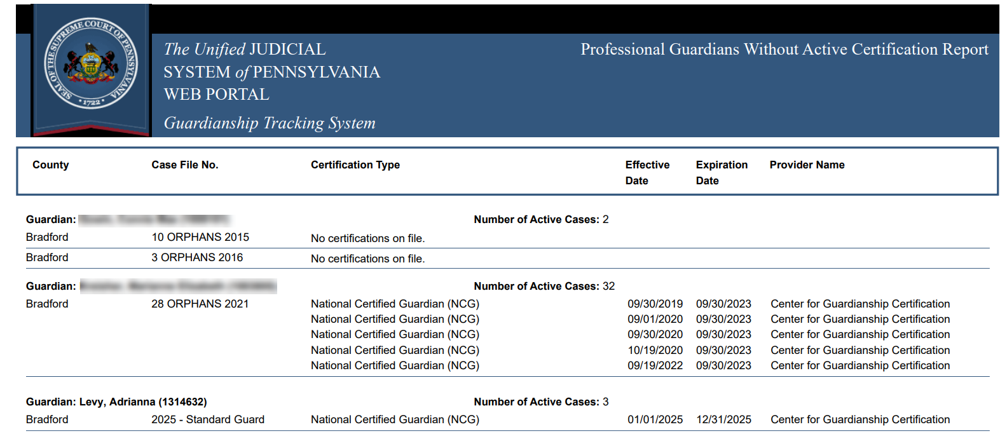 SEAL OF THE SUPREME COURT OF PENNSYLVANIA
• 1722 •
The Unified JUDICIAL
SYSTEM of PENNSYLVANIA
WEB PORTAL
Guardianship Tracking System
Professional Guardians Without Active Certification Report
County Case File No. Certification Type Effective Date Expiration Date Provider Name
Guardian: Number of Active Cases: 2
Bradford 10 ORPHANS 2015 No certifications on file.
Bradford 3 ORPHANS 2016 No certifications on file.
Guardian: Number of Active Cases: 32
Bradford 28 ORPHANS 2021 National Certified Guardian (NCG) 09/30/2019 09/30/2023 Center for Guardianship Certification
National Certified Guardian (NCG) 09/01/2020 09/30/2023 Center for Guardianship Certification
National Certified Guardian (NCG) 09/30/2020 09/30/2023 Center for Guardianship Certification
National Certified Guardian (NCG) 10/19/2020 09/30/2023 Center for Guardianship Certification
National Certified Guardian (NCG) 09/19/2022 09/30/2023 Center for Guardianship Certification
Guardian: Levy, Adrianna (1314632) Number of Active Cases: 3
Bradford 2025 - Standard Guard National Certified Guardian (NCG) 01/01/2025 12/31/2025 Center for Guardianship Certification